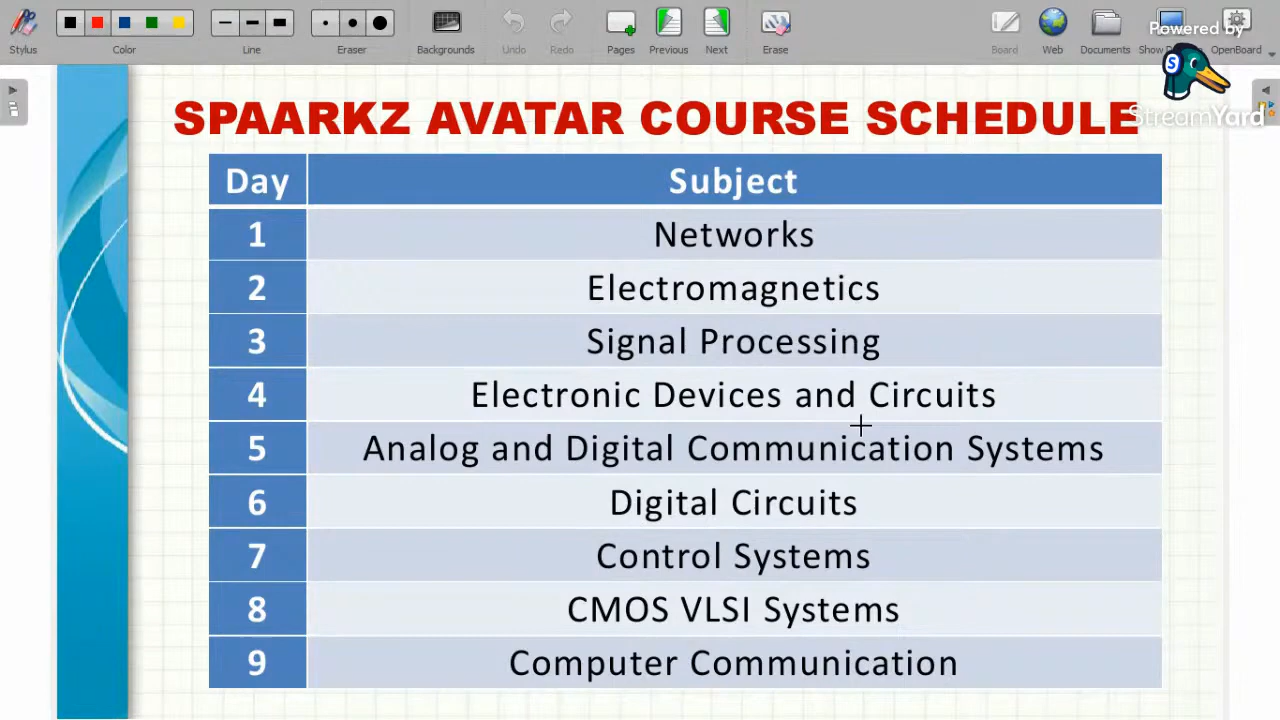 Stylus
Color
Line
Eraser
Backgrounds
Undo
Redo
Pages
Previous
Next
Erase
Board
Web
Documents
OpenBoard
Powered by
StreamYard
SPAARKZ AVATAR COURSE SCHEDULE
Day Subject
1 Networks
2 Electromagnetics
3 Signal Processing
4 Electronic Devices and Circuits
5 Analog and Digital Communication Systems
6 Digital Circuits
7 Control Systems
8 CMOS VLSI Systems
9 Computer Communication